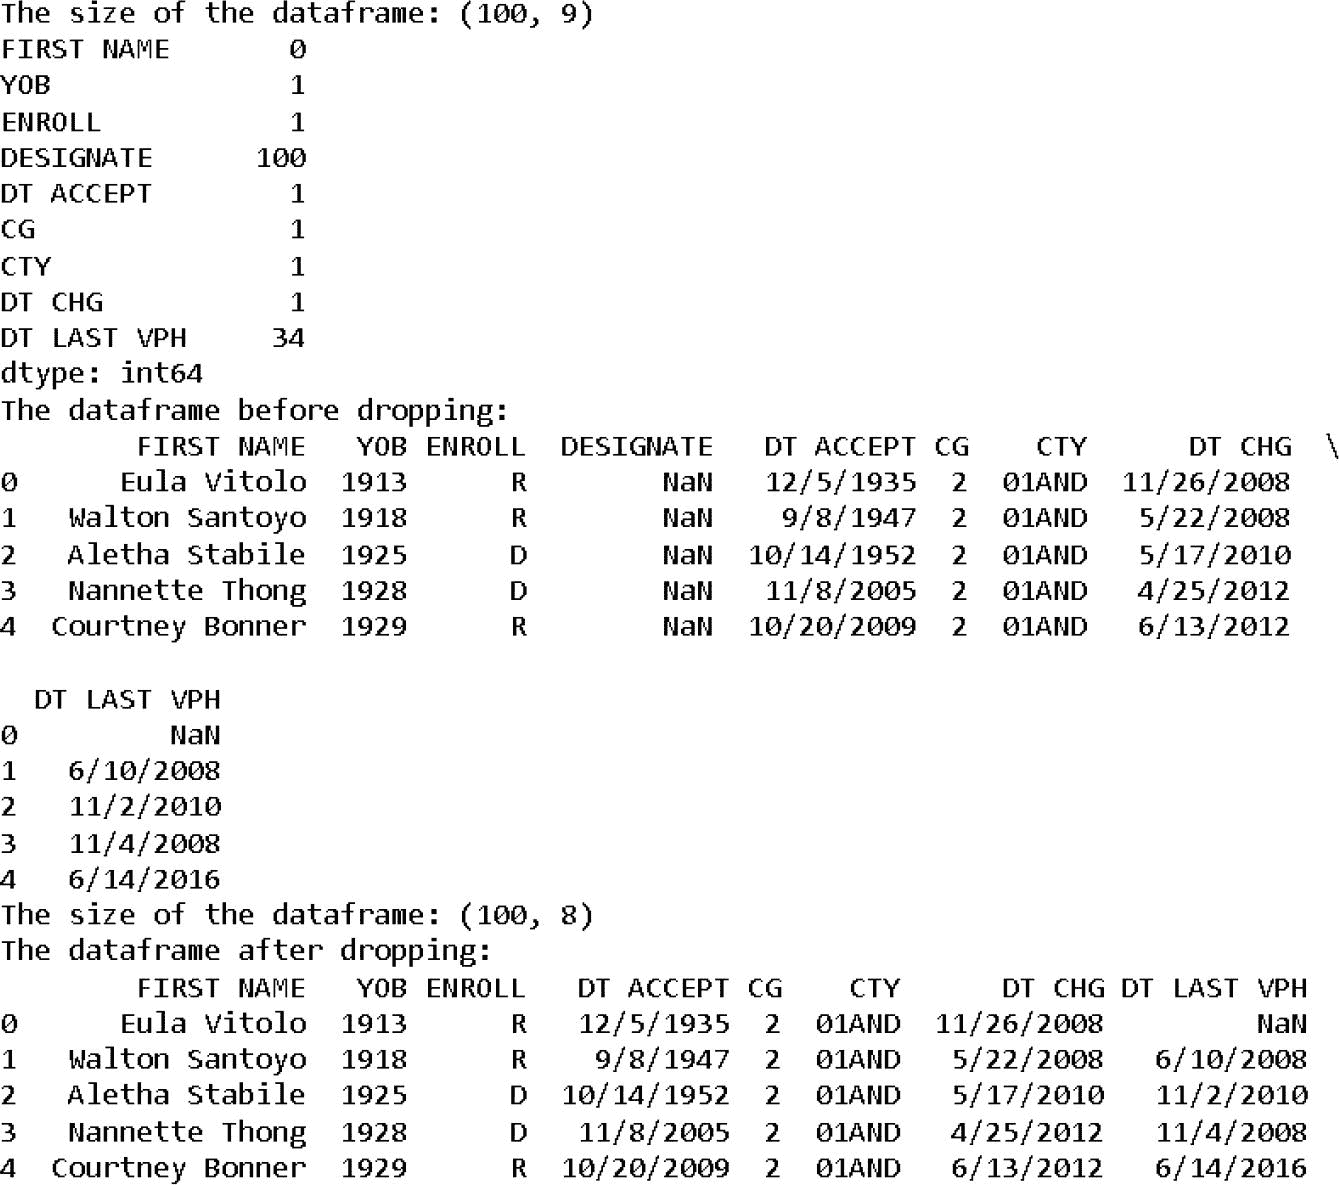 The size of the dataframe: (100, 9)
FIRST NAME       0
YOB              1
ENROLL           1
DESIGNATE      100
DT ACCEPT        1
CG               1
CTY              1
DT CHG           1
DT LAST VPH     34
dtype: int64
The dataframe before dropping:
        FIRST NAME   YOB ENROLL  DESIGNATE   DT ACCEPT CG    CTY      DT CHG  \
0      Eula Vitolo  1913      R        NaN   12/5/1935  2  01AND  11/26/2008
1   Walton Santoyo  1918      R        NaN    9/8/1947  2  01AND   5/22/2008
2   Aletha Stabile  1925      D        NaN  10/14/1952  2  01AND   5/17/2010
3   Nannette Thong  1928      D        NaN   11/8/2005  2  01AND   4/25/2012
4  Courtney Bonner  1929      R        NaN  10/20/2009  2  01AND   6/13/2012
  DT LAST VPH
0         NaN
1   6/10/2008
2   11/2/2010
3   11/4/2008
4   6/14/2016
The size of the dataframe: (100, 8)
The dataframe after dropping:
        FIRST NAME   YOB ENROLL   DT ACCEPT CG    CTY      DT CHG DT LAST VPH
0      Eula Vitolo  1913      R   12/5/1935  2  01AND  11/26/2008         NaN
1   Walton Santoyo  1918      R    9/8/1947  2  01AND   5/22/2008   6/10/2008
2   Aletha Stabile  1925      D  10/14/1952  2  01AND   5/17/2010   11/2/2010
3   Nannette Thong  1928      D   11/8/2005  2  01AND   4/25/2012   11/4/2008
4  Courtney Bonner  1929      R  10/20/2009  2  01AND   6/13/2012   6/14/2016